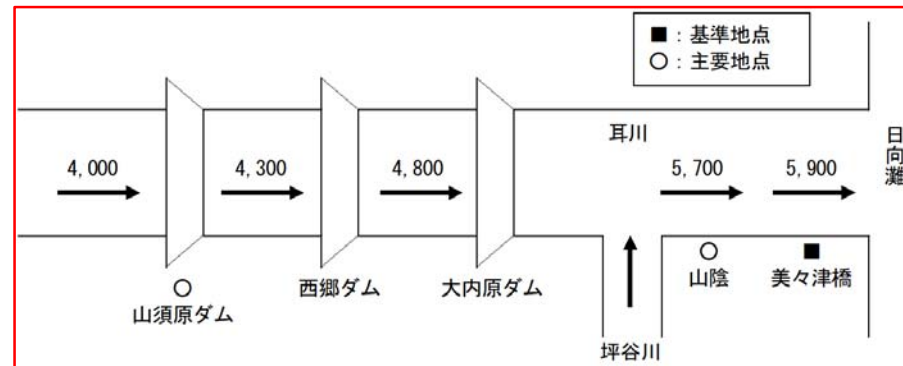 ■：基準地点
○：主要地点
耳川
日向灘
4,000
4,300
4,800
5,700
5,900
山須原ダム
西郷ダム
大内原ダム
山陰
美々津橋
坪谷川